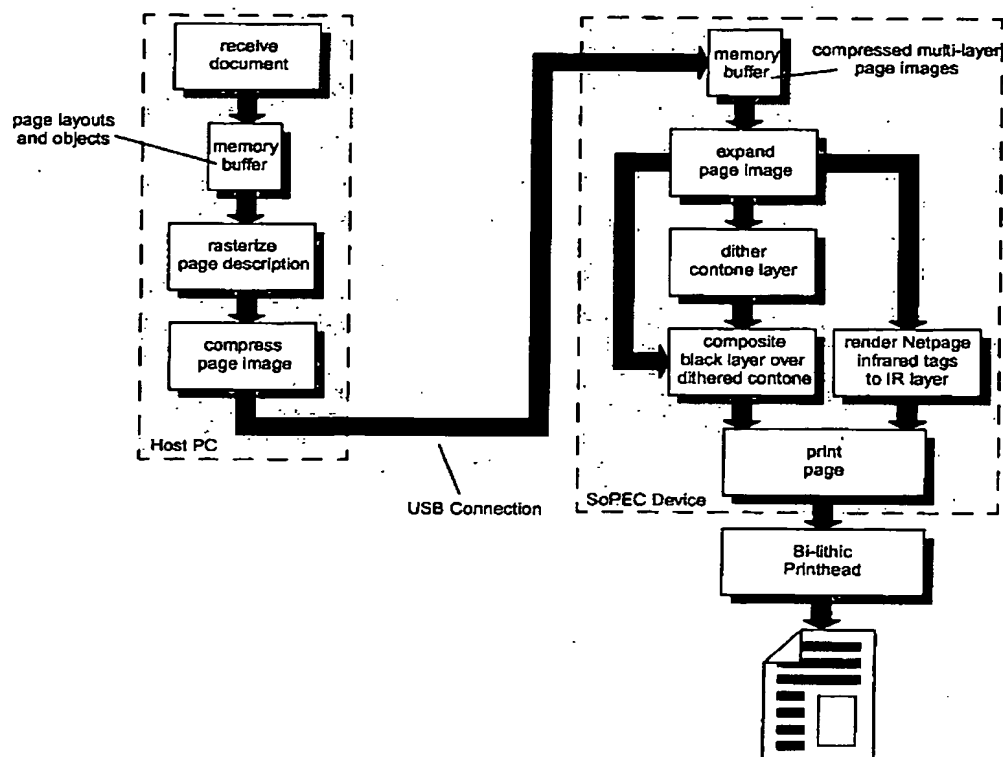 receive
document
page layouts
and objects
memory
buffer
rasterize
page description
compress
page image
Host PC
USB Connection
memory
buffer
compressed multi-layer
page images
expand
page image
dither
contone layer
composite
black layer over
dithered contone
render Netpage
infrared tags
to IR layer
print
page
SoPEC Device
Bi-lithic
Printhead